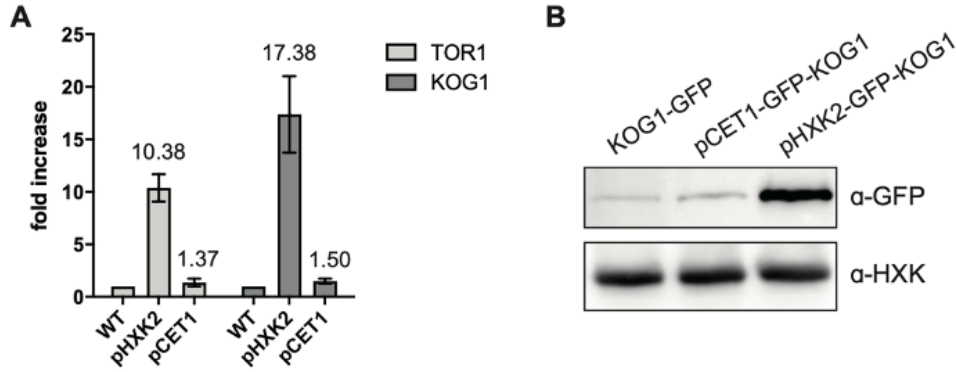 A
25
20
15
10
5
0
fold increase
10.38
1.37
17.38
1.50
WT
pHXK2
pCET1
WT
pHXK2
pCET1
TOR1
KOG1
B
KOG1-GFP
pCET1-GFP-KOG1
pHXK2-GFP-KOG1
α-GFP
α-HXK